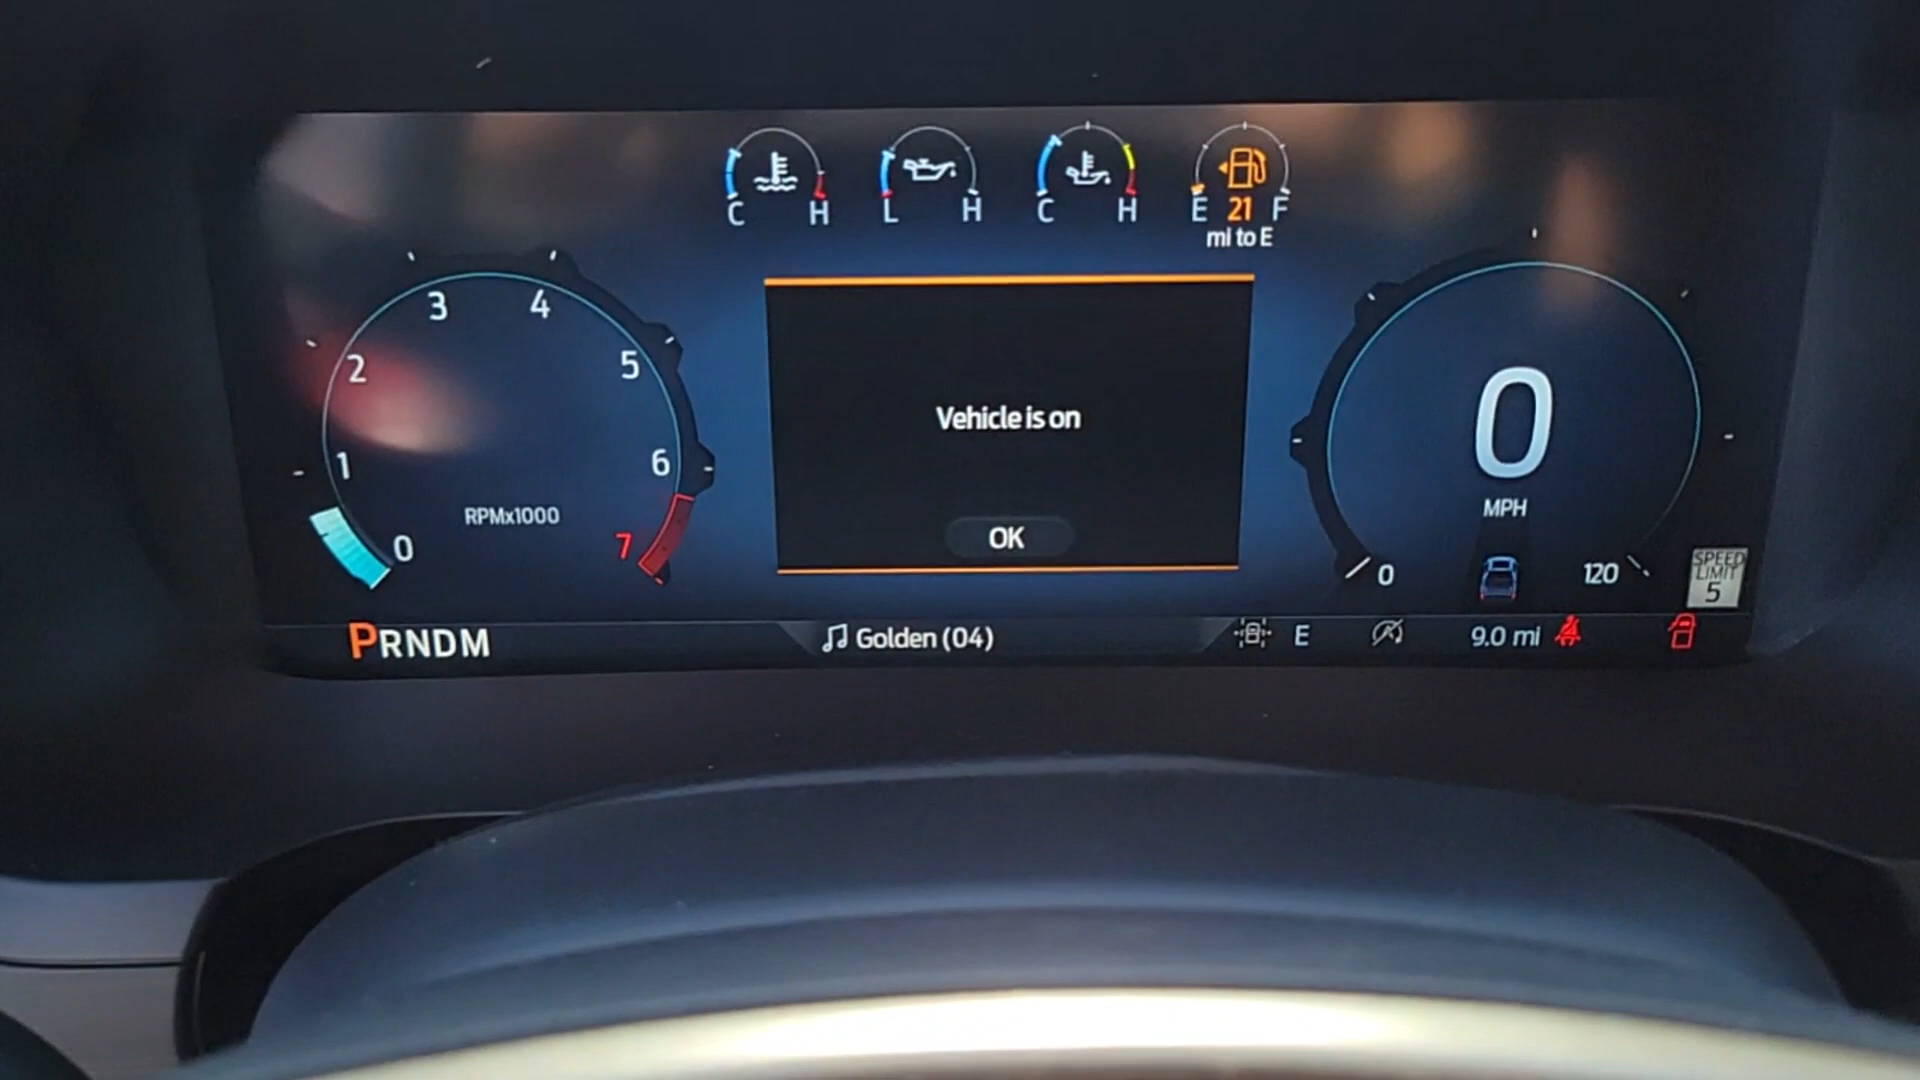 C H
L H
C H
E 21 F
mi to E
3 4
2 5
1 6
0 7
RPMx1000
Vehicle is on
OK
0
MPH
0 120
SPEED
LIMIT
5
PRNDM
Golden (04)
E
9.0 mi